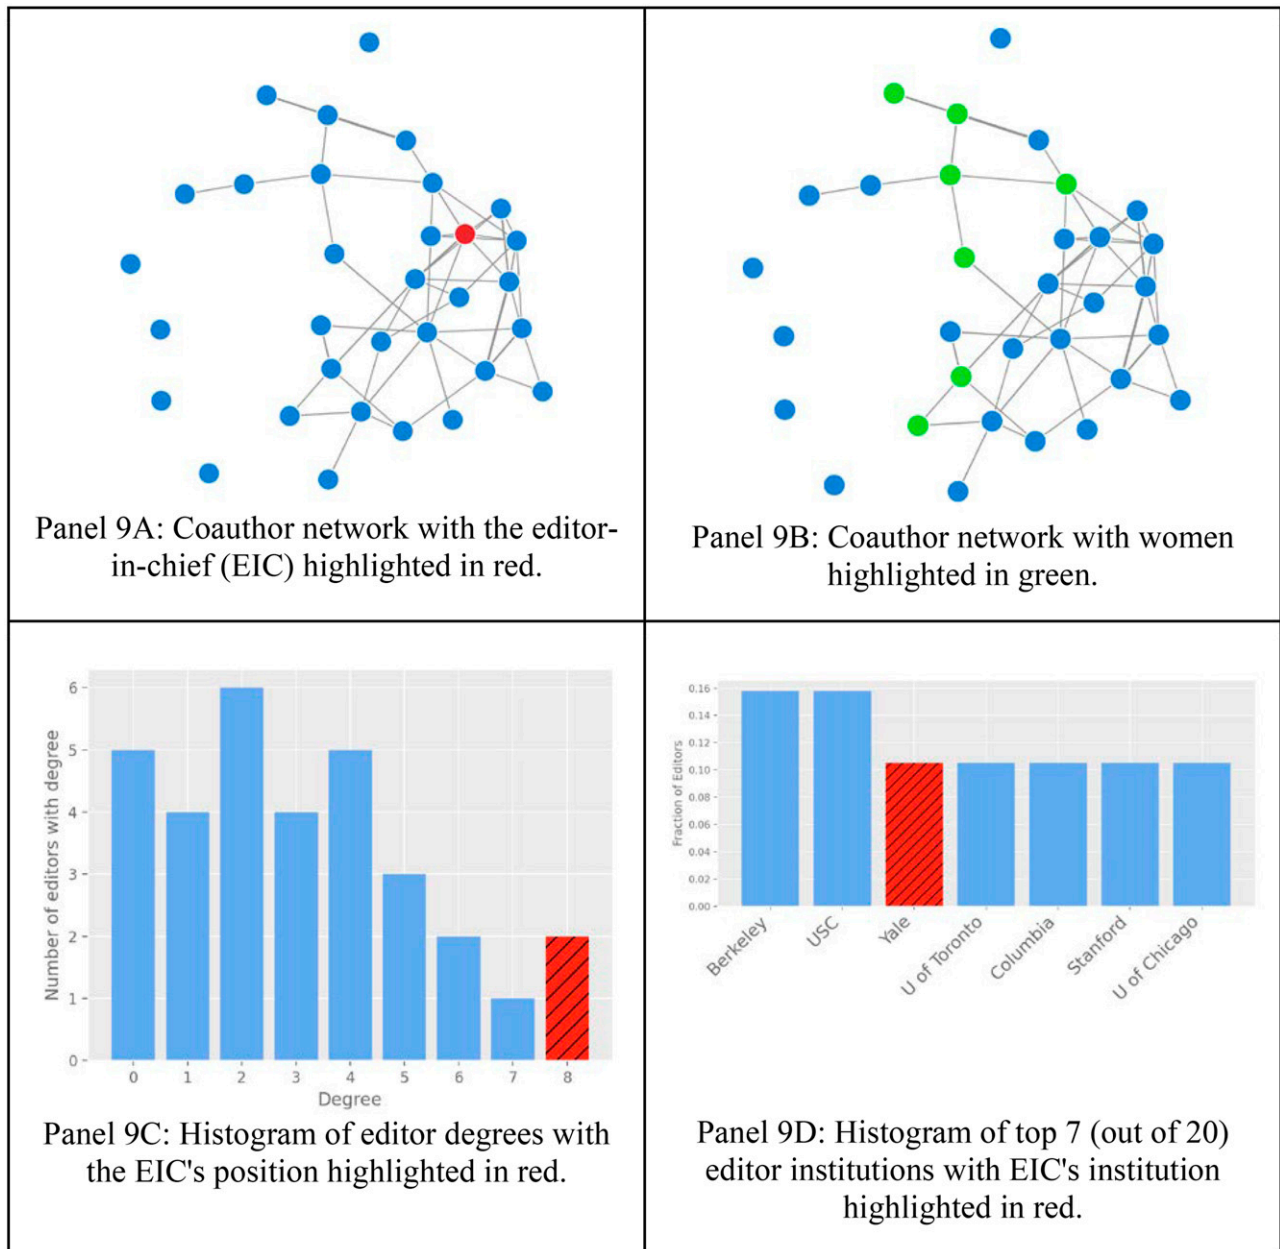 Panel 9A: Coauthor network with the editor-
in-chief (EIC) highlighted in red.
Panel 9B: Coauthor network with women
highlighted in green.
Number of editors with degree
6
5
4
3
2
1
0
0 1 2 3 4 5 6 7 8
Degree
Panel 9C: Histogram of editor degrees with
the EIC's position highlighted in red.
Fraction of Editors
0.16
0.14
0.12
0.10
0.08
0.06
0.04
0.02
0.00
Berkeley
USC
Yale
U of Toronto
Columbia
Stanford
U of Chicago
Panel 9D: Histogram of top 7 (out of 20)
editor institutions with EIC's institution
highlighted in red.